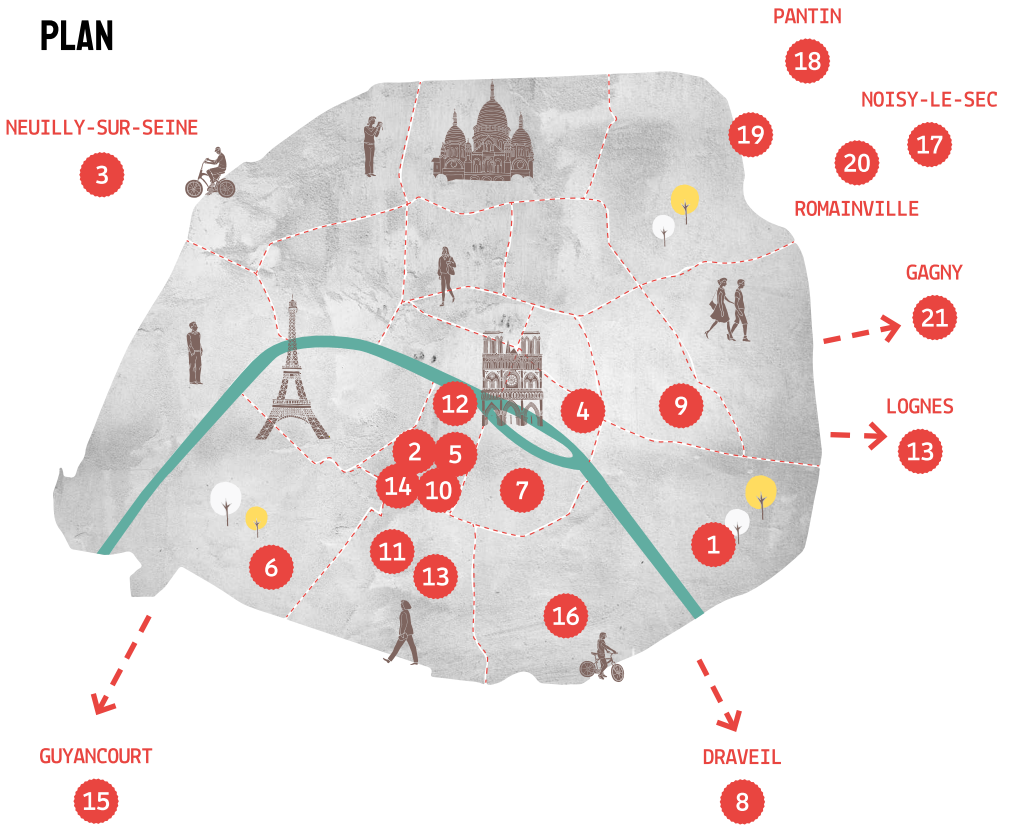 PLAN
PANTIN
18
NOISY-LE-SEC
NEUILLY-SUR-SEINE
19
17
20
3
ROMAINVILLE
GAGNY
21
12
4
9
LOGNES
13
2
5
14
10
7
1
11
6
13
16
GUYANCOURT
DRAVEIL
15
8